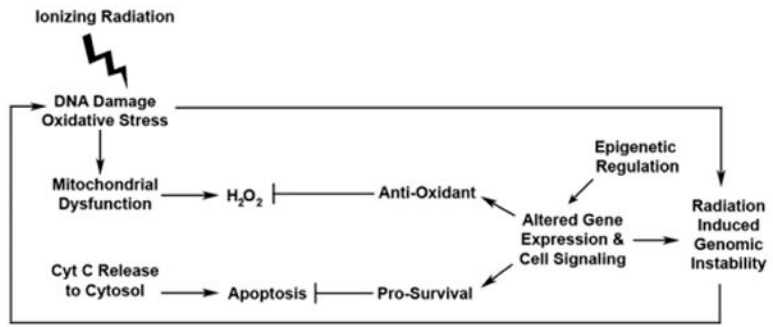 Ionizing Radiation
DNA Damage
Oxidative Stress
Epigenetic
Regulation
Mitochondrial
Dysfunction
H₂O₂
Anti-Oxidant
Altered Gene
Expression &
Cell Signaling
Radiation
Induced
Genomic
Instability
Cyt C Release
to Cytosol
Apoptosis
Pro-Survival